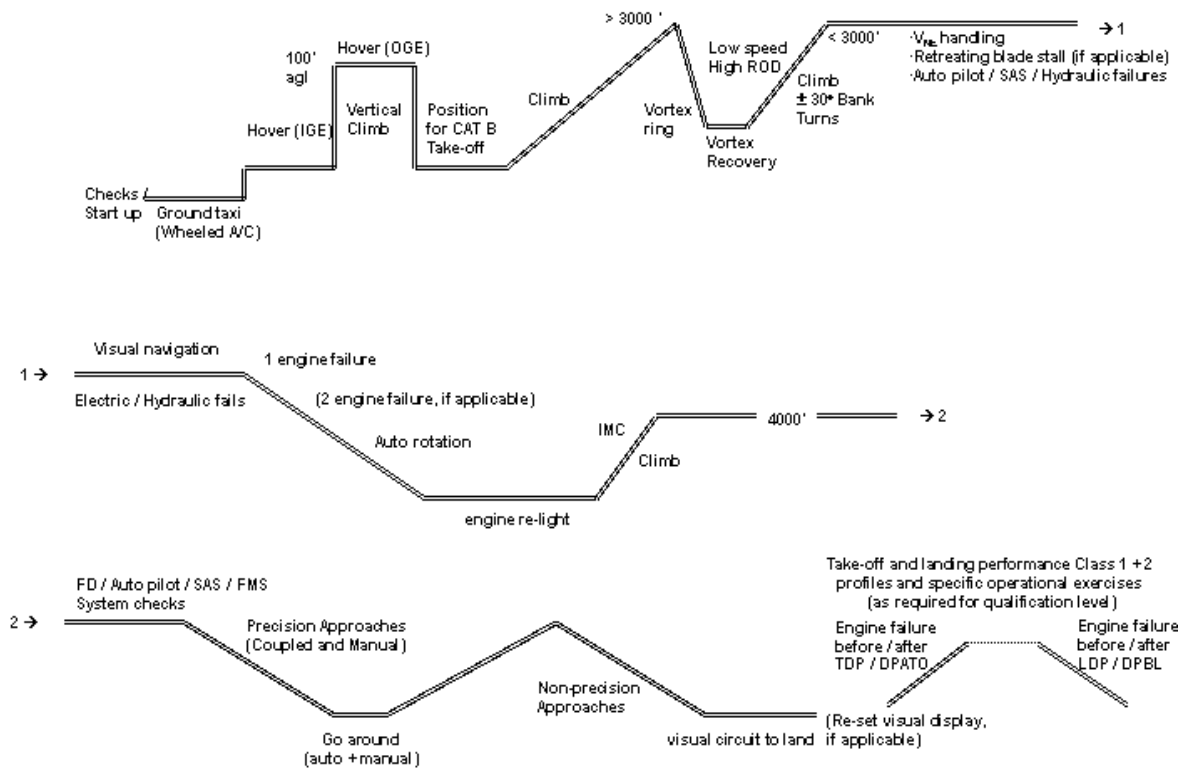 > 3000'
100'
agl
Hover (OGE)
Hover (IGE)
Vertical
Climb
Position
for CAT B
Take-off
Climb
Vortex
ring
Low speed
High ROD
Vortex
Recovery
Climb
± 30° Bank
Turns
< 3000'
·VNE handling
·Retreating blade stall (if applicable)
·Auto pilot / SAS / Hydraulic failures
→ 1
Checks /
Start up
Ground taxi
(Wheeled A/C)
1 →
Visual navigation
Electric / Hydraulic fails
1 engine failure
(2 engine failure, if applicable)
Auto rotation
engine re-light
IMC
Climb
4000'
→ 2
2 →
FD / Auto pilot / SAS / FMS
System checks
Precision Approaches
(Coupled and Manual)
Go around
(auto + manual)
Non-precision
Approaches
visual circuit to land
(Re-set visual display,
if applicable)
Take-off and landing performance Class 1 + 2
profiles and specific operational exercises
(as required for qualification level)
Engine failure
before / after
TDP / DPATO
Engine failure
before / after
LDP / DPBL